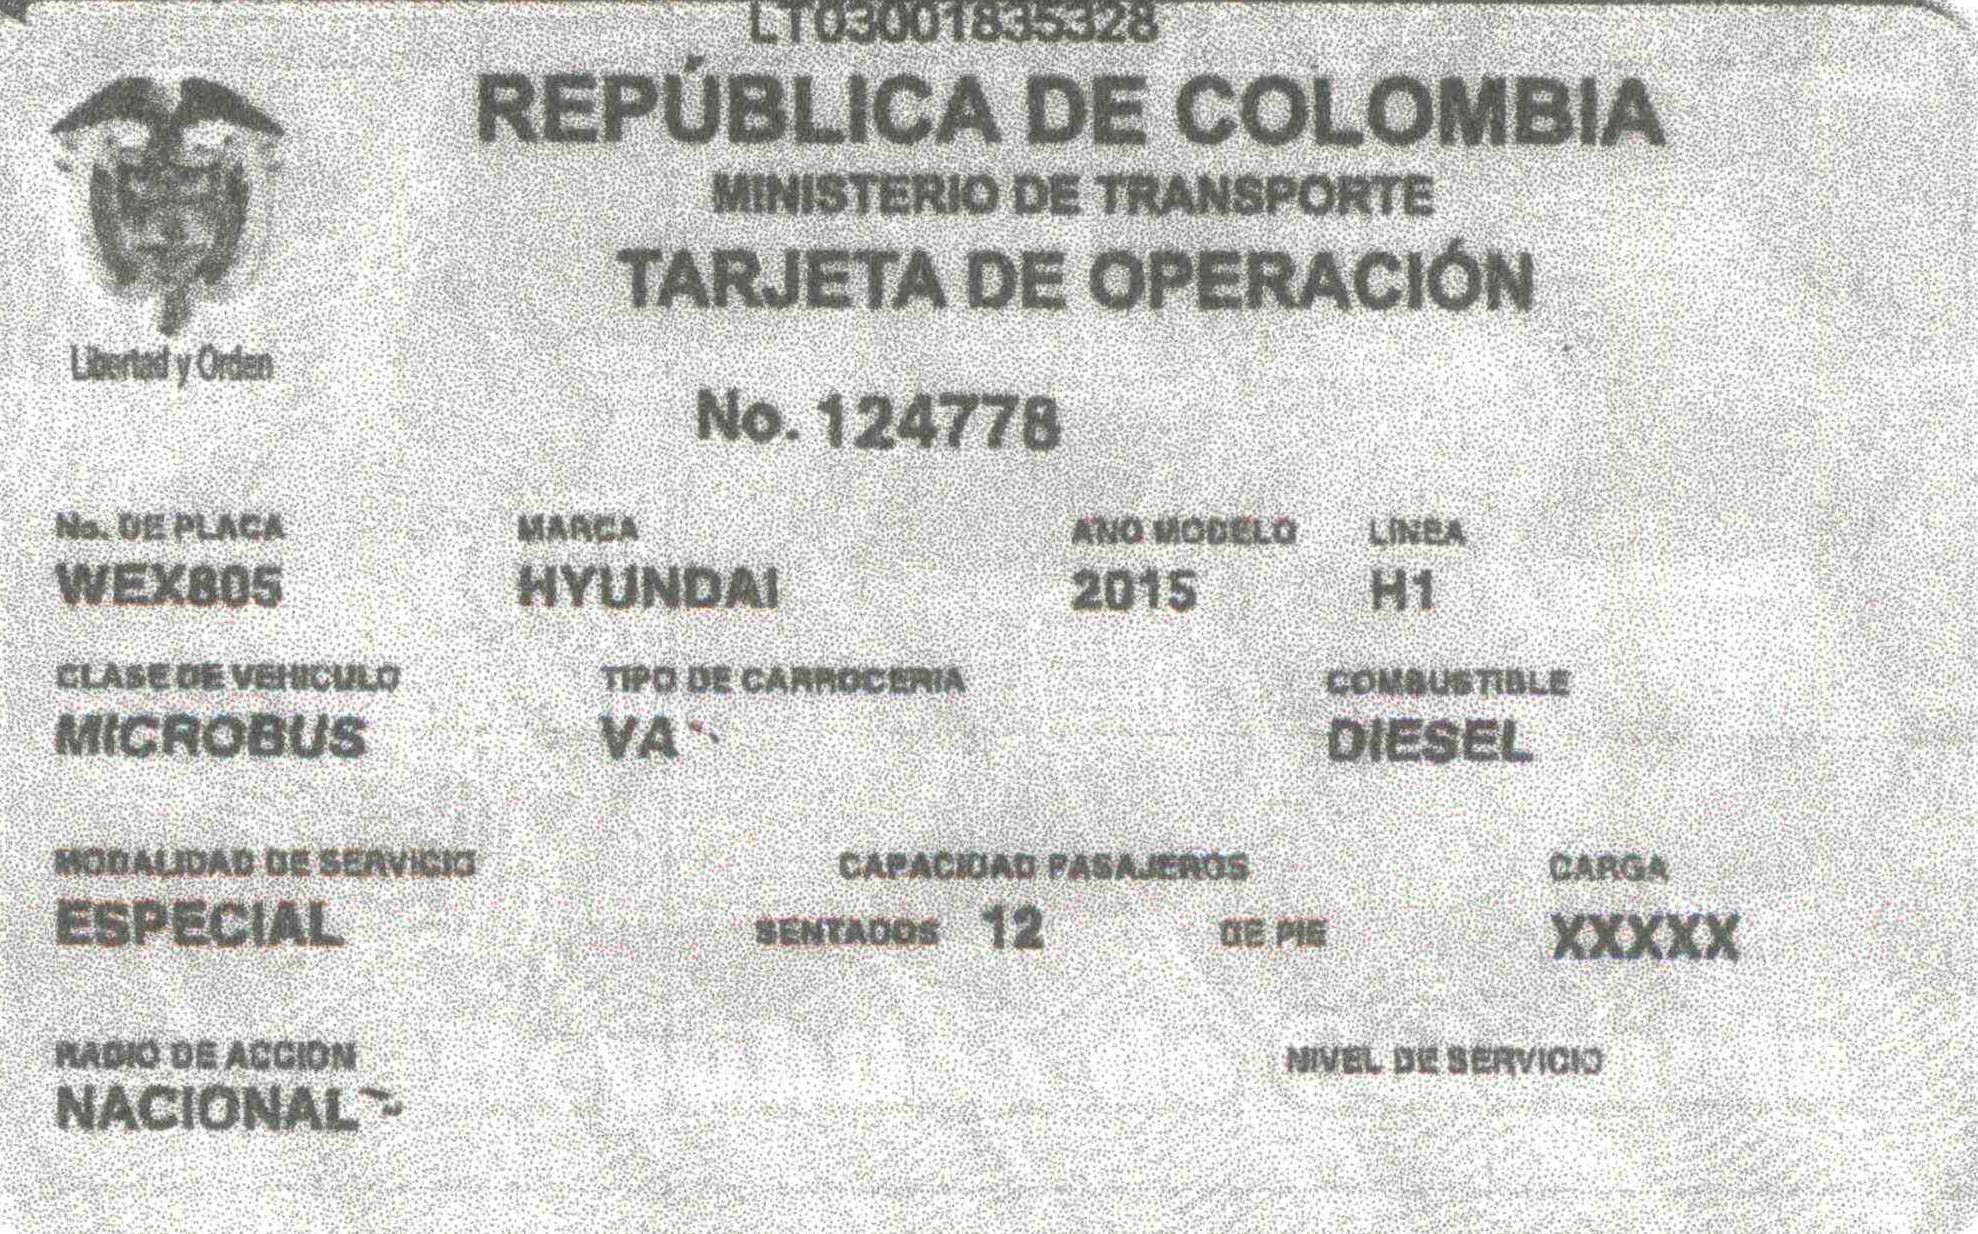 LT03001835328
REPÚBLICA DE COLOMBIA
MINISTERIO DE TRANSPORTE
TARJETA DE OPERACIÓN
Libertad y Orden
No. 124778
No. DE PLACA MARCA AÑO MODELO LINEA
WEX805 HYUNDAI 2015 H1
CLASE DE VEHICULO TIPO DE CARROCERIA COMBUSTIBLE
MICROBUS VA DIESEL
MODALIDAD DE SERVICIO CAPACIDAD PASAJEROS CARGA
ESPECIAL SENTADOS 12 DE PIE XXXXX
RADIO DE ACCION NIVEL DE SERVICIO
NACIONAL